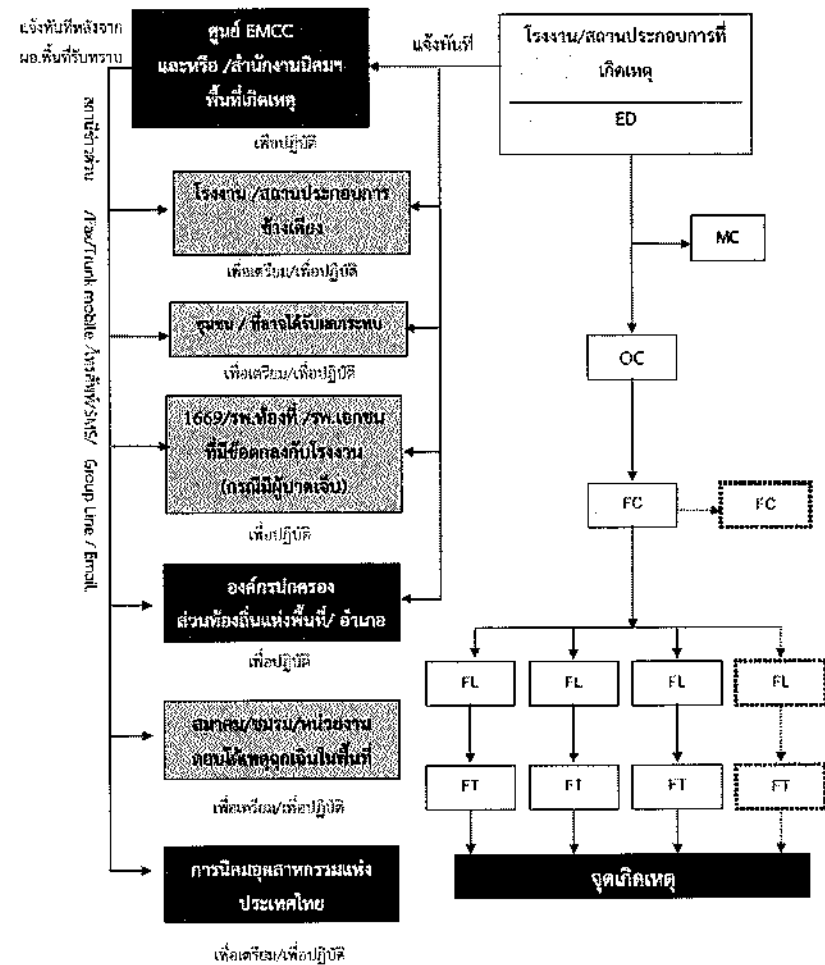 แจ้งทันทีหลังจาก
ผอ.พื้นที่รับทราบ
ศูนย์ EMCC
และหรือ /สำนักงานนิคมฯ
พื้นที่เกิดเหตุ
เพื่อปฏิบัติ
แจ้งทันที
โรงงาน/สถานประกอบการที่
เกิดเหตุ
ED
/Fax/Trunk mobile /โทรศัพท์/SMS/ Group Line / Email
โรงงาน /สถานประกอบการ
ข้างเคียง
เพื่อเตรียม/เพื่อปฏิบัติ
ชุมชน / ที่อาจได้รับผลกระทบ
เพื่อเตรียม/เพื่อปฏิบัติ
1669/รพ.ท้องที่ /รพ.เอกชน
ที่มีข้อตกลงกับโรงงาน
(กรณีมีผู้บาดเจ็บ)
เพื่อปฏิบัติ
องค์กรปกครอง
ส่วนท้องถิ่นแห่งพื้นที่/ อำเภอ
เพื่อปฏิบัติ
สมาคม/ชมรม/หน่วยงาน
ตอบโต้เหตุฉุกเฉินในพื้นที่
เพื่อเตรียม/เพื่อปฏิบัติ
การนิคมอุตสาหกรรมแห่ง
ประเทศไทย
เพื่อเตรียม/เพื่อปฏิบัติ
MC
OC
FC
FC
FL
FL
FL
FL
FT
FT
FT
FT
จุดเกิดเหตุ